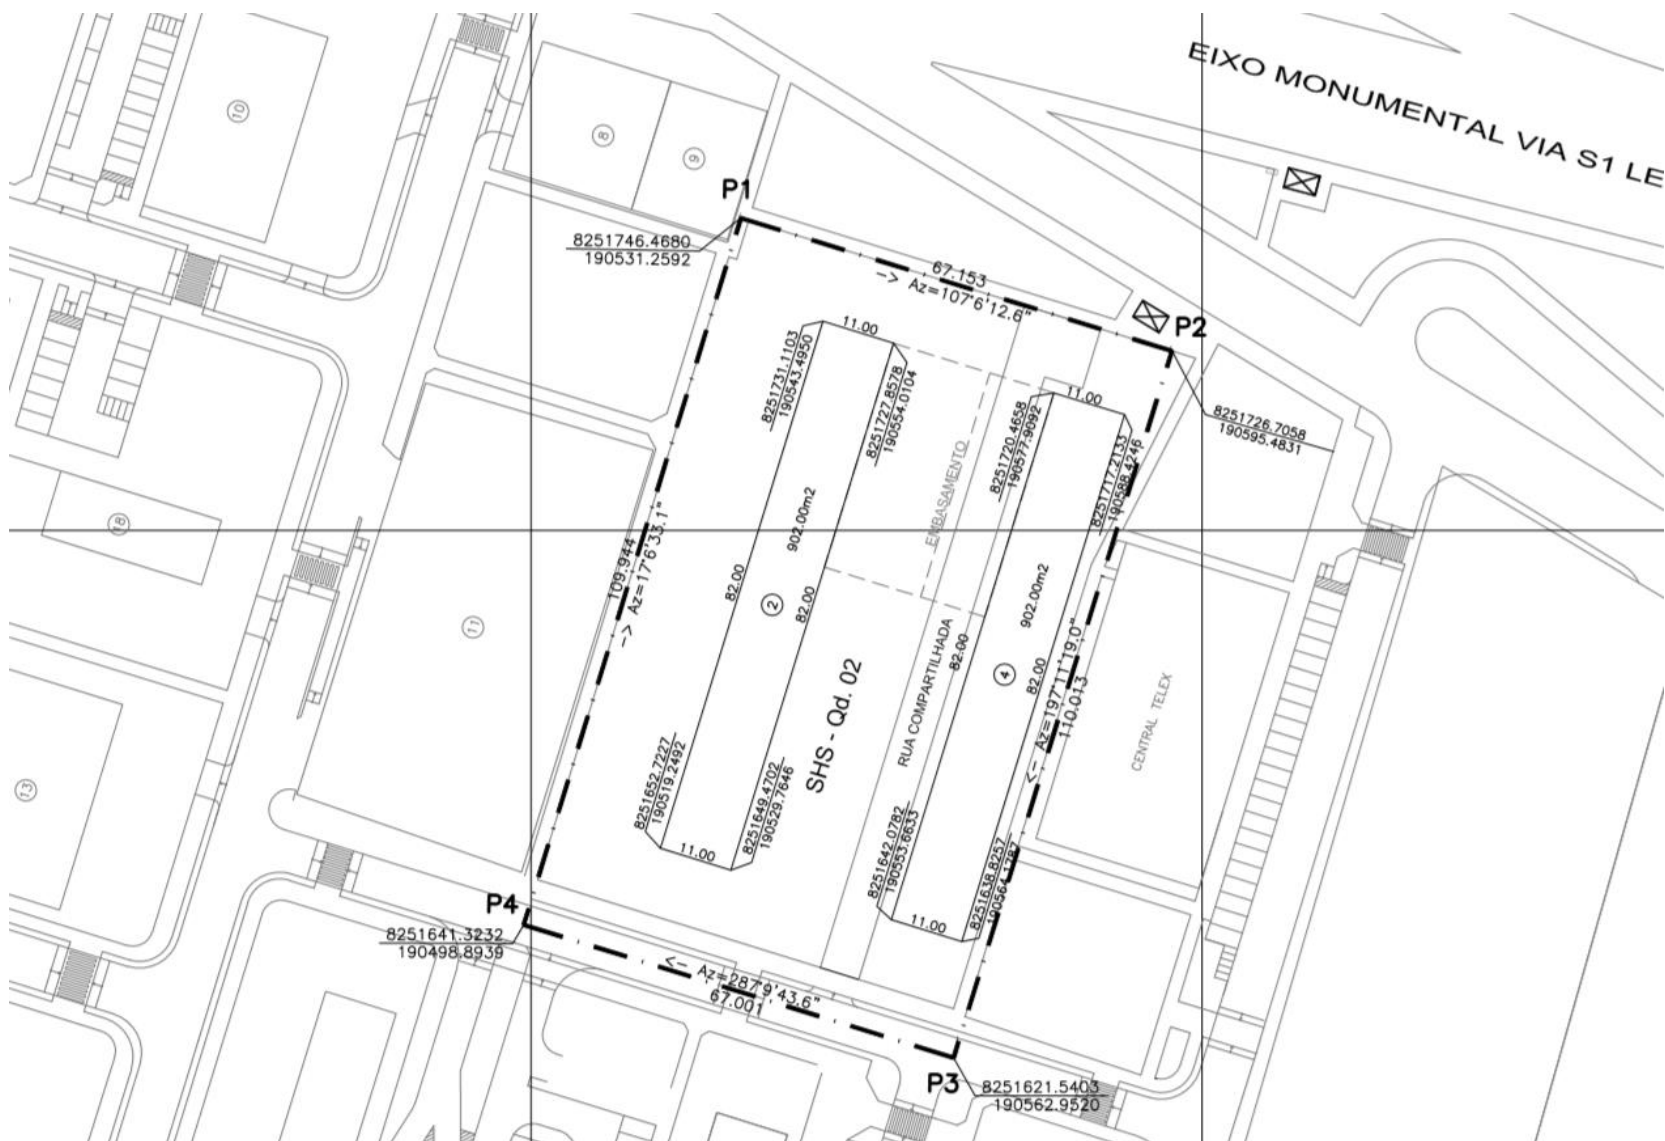 EIXO MONUMENTAL VIA S1 LE
10
8
9
P1
8251746.4680
190531.2592
67.153
-> Az=107°6'12.6"
P2
8251726.7058
190595.4831
11.00
8251731.1103
190543.4950
8251727.8578
190554.0104
11.00
8251720.4658
190577.9092
8251717.2133
190588.4246
EMBASAMENTO
18
109.944
-> Az=17°6'33.1"
902.00m2
82.00
2
82.00
11
902.00m2
82.00
4
82.00
RUA COMPARTILHADA
SHS - Qd. 02
<- Az=197°11'19.0"
110.013
CENTRAL TELEX
13
8251652.7227
190519.2492
8251649.4702
190529.7646
11.00
8251642.0782
190553.6633
8251638.8257
190564.1787
11.00
P4
8251641.3232
190498.8939
<- Az=287°9'43.6"
67.001
P3
8251621.5403
190562.9520